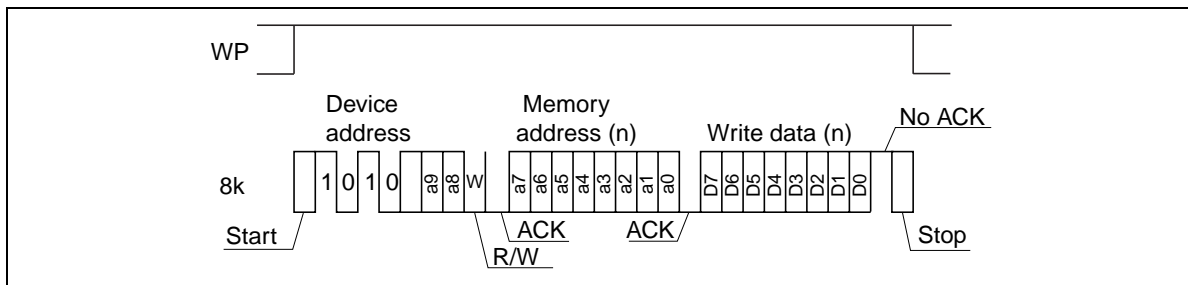 WP
Device address
Memory address (n)
Write data (n)
No ACK
8k
1 0 1 0 a9 a8 W a7 a6 a5 a4 a3 a2 a1 a0 D7 D6 D5 D4 D3 D2 D1 D0
Start
ACK
ACK
Stop
R/W